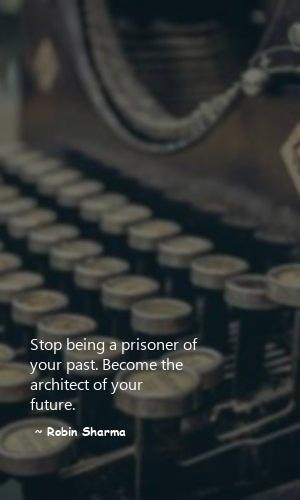 Stop being a prisoner of
your past. Become the
architect of your
future.
~ Robin Sharma